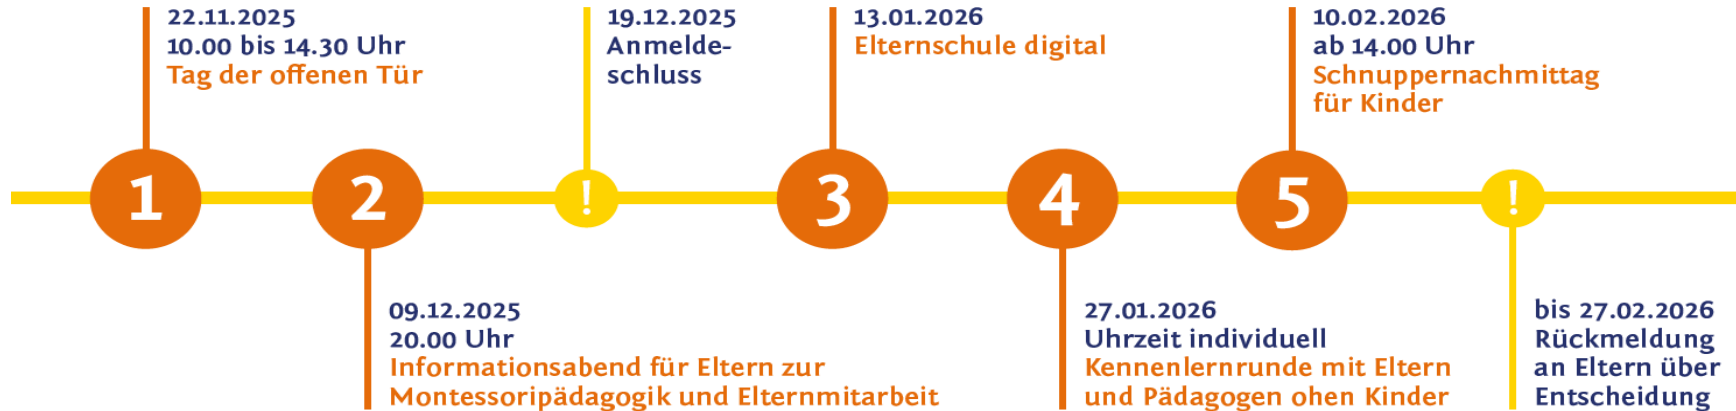 22.11.2025
10.00 bis 14.30 Uhr
Tag der offenen Tür
1
2
09.12.2025
20.00 Uhr
Informationsabend für Eltern zur
Montessoripädagogik und Elternmitarbeit
19.12.2025
Anmelde-
schluss
!
13.01.2026
Elternschule digital
3
4
27.01.2026
Uhrzeit individuell
Kennenlernrunde mit Eltern
und Pädagogen ohen Kinder
10.02.2026
ab 14.00 Uhr
Schnuppernachmittag
für Kinder
5
!
bis 27.02.2026
Rückmeldung
an Eltern über
Entscheidung